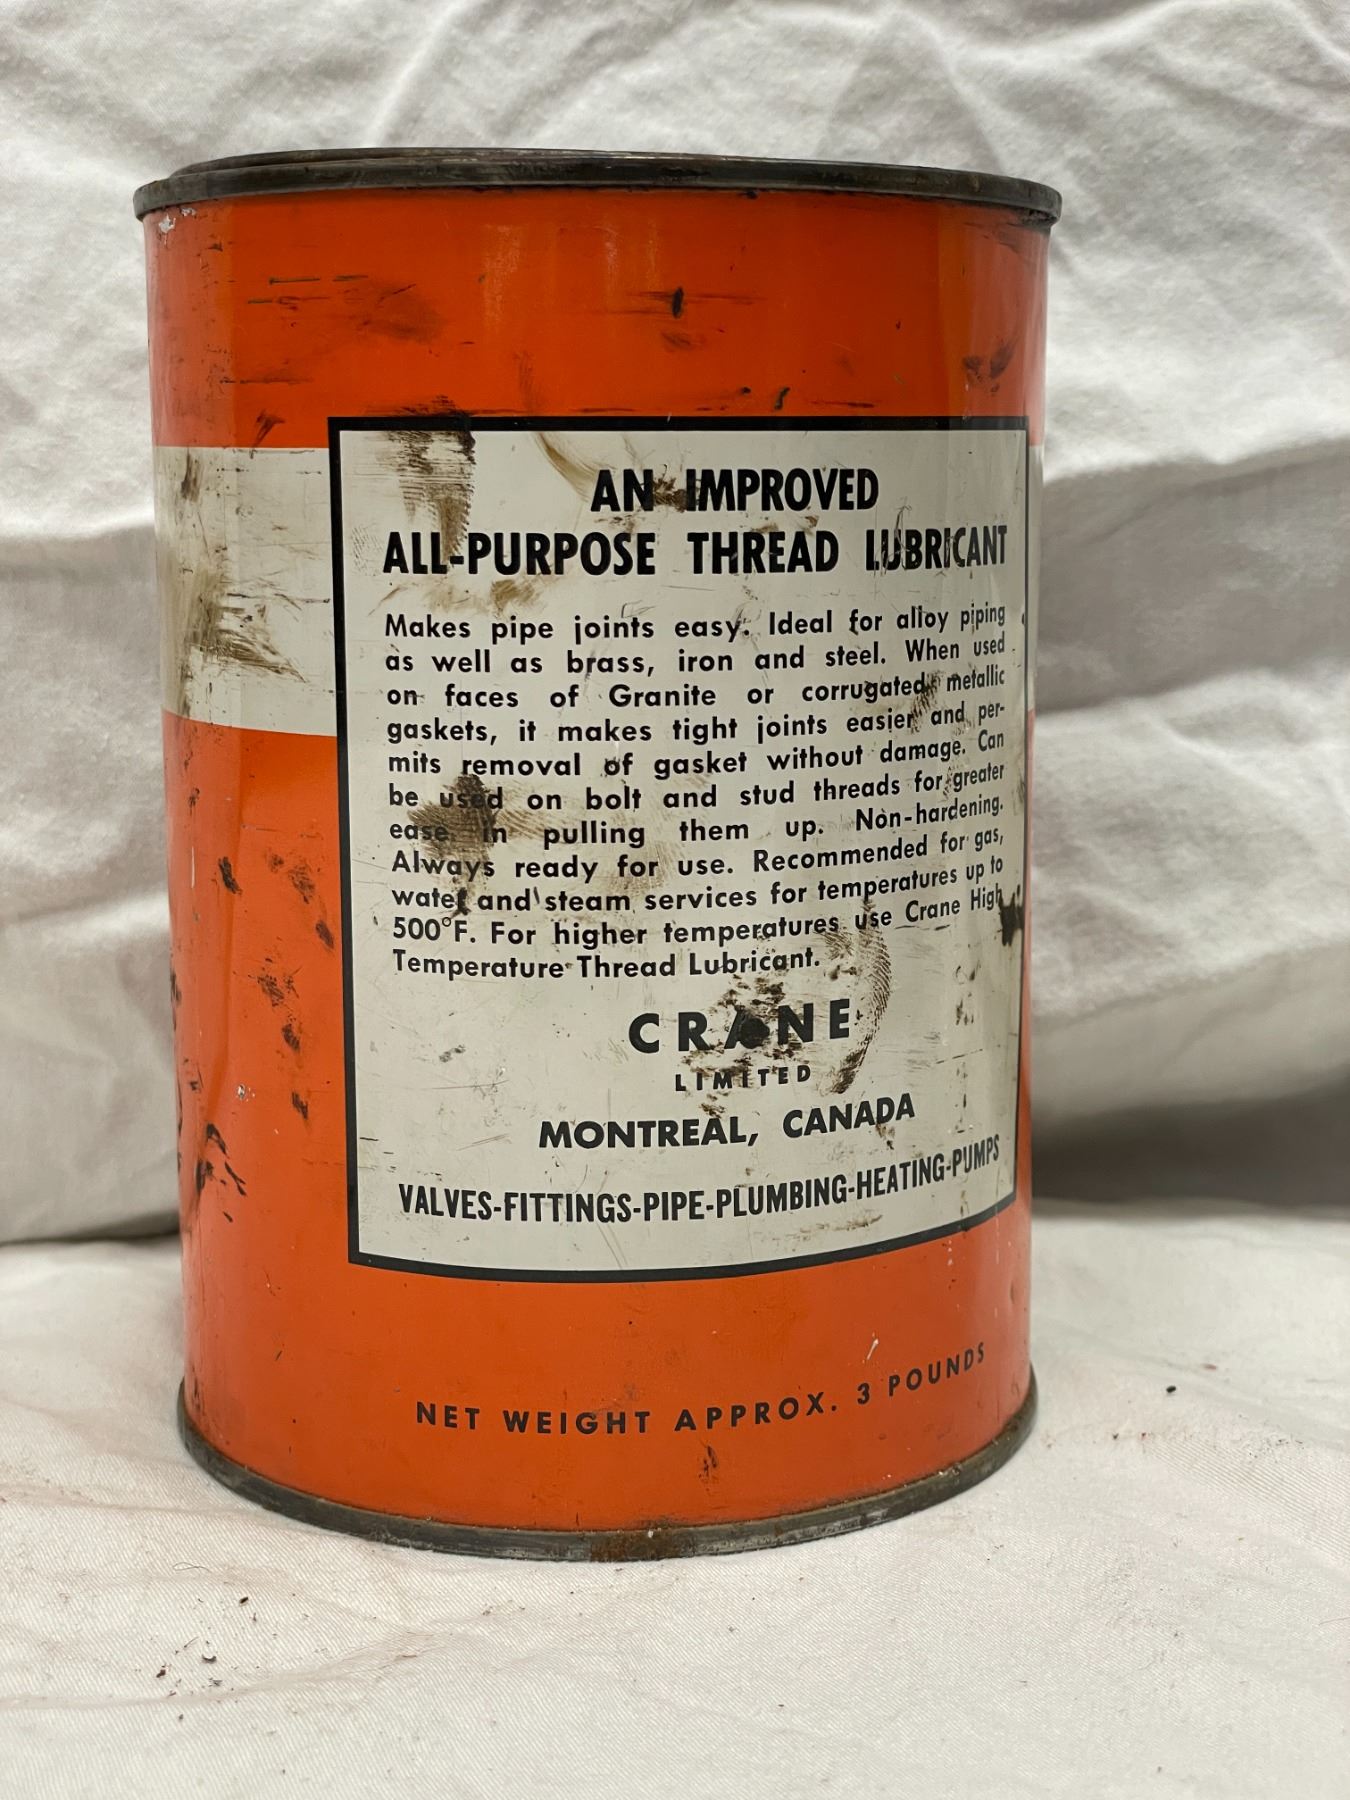 AN IMPROVED
ALL-PURPOSE THREAD LUBRICANT
Makes pipe joints easy. Ideal for alloy piping
as well as brass, iron and steel. When used
on faces of Granite or corrugated metallic
gaskets, it makes tight joints easier and per-
mits removal of gasket without damage. Can
be used on bolt and stud threads for greater
ease in pulling them up. Non-hardening.
Always ready for use. Recommended for gas,
water and steam services for temperatures up to
500°F. For higher temperatures use Crane High
Temperature Thread Lubricant.
CRANE
LIMITED
MONTREAL, CANADA
VALVES-FITTINGS-PIPE-PLUMBING-HEATING-PUMPS
NET WEIGHT APPROX. 3 POUNDS